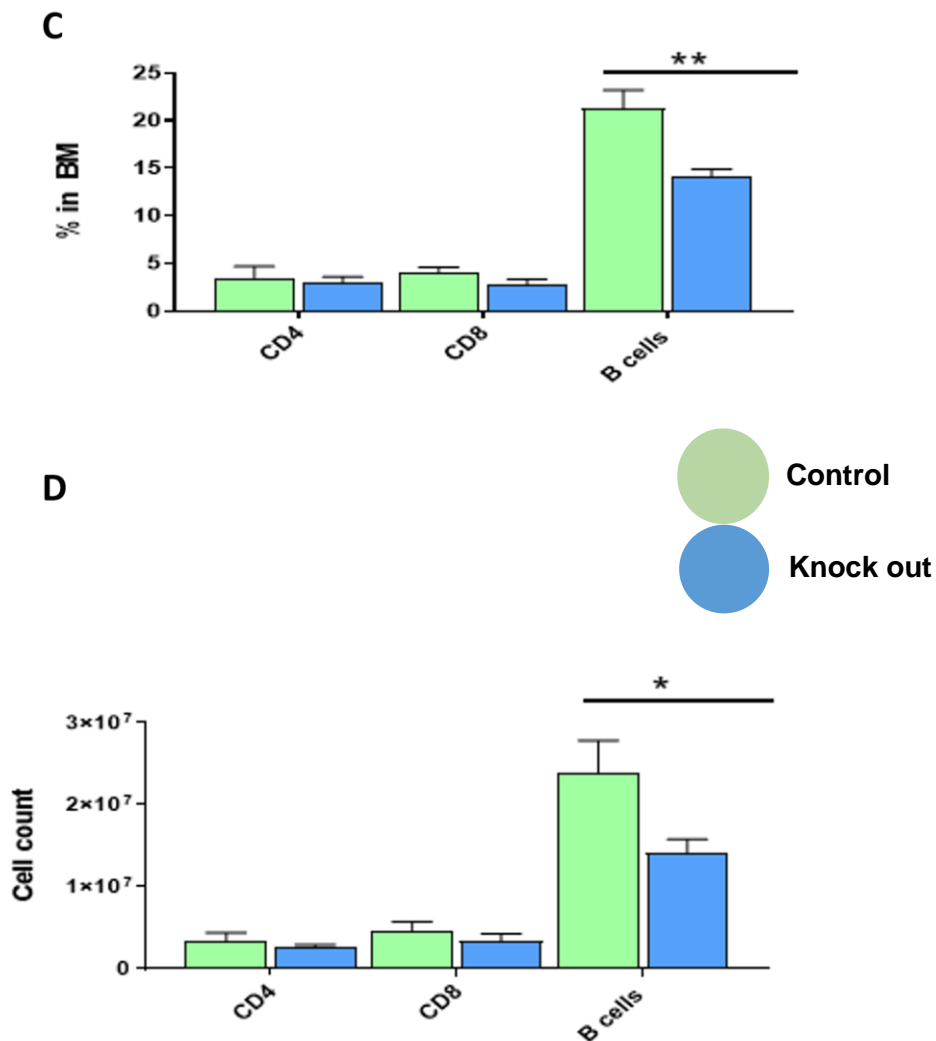 C
**
25
20
15
10
5
0
% in BM
CD4
CD8
B cells
Control
Knock out
D
*
3×10⁷
2×10⁷
1×10⁷
0
Cell count
CD4
CD8
B cells